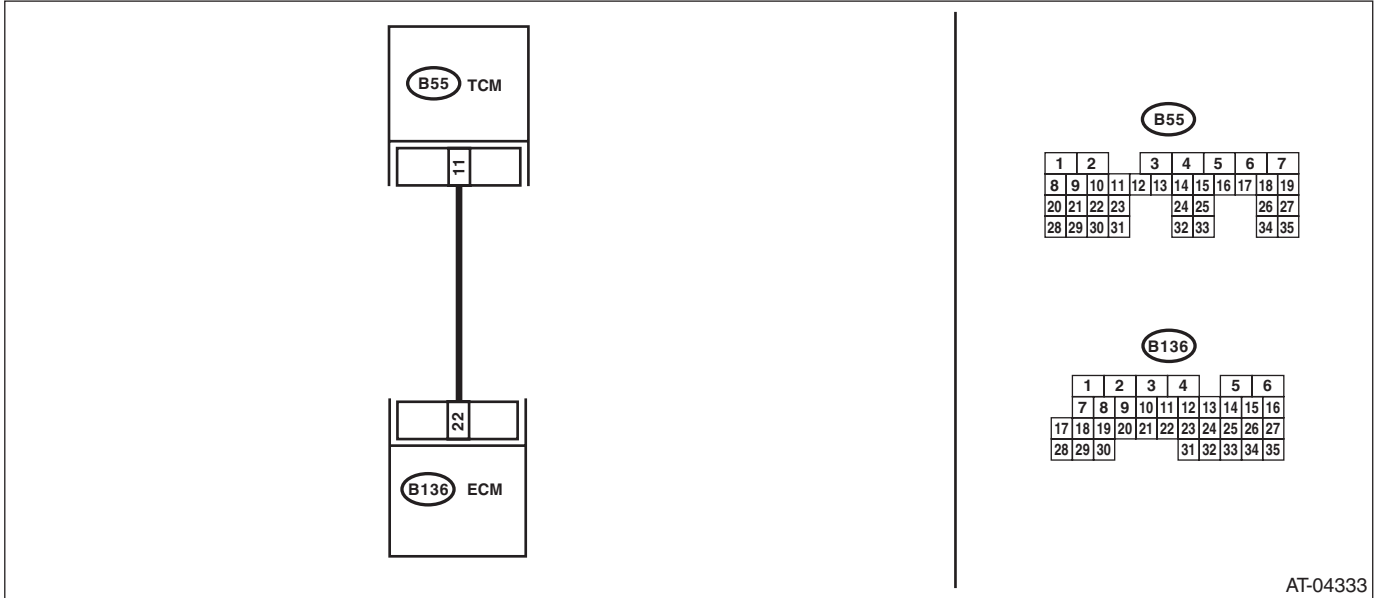 B55 TCM
11
22
B136 ECM
B55
1 2 3 4 5 6 7
8 9 10 11 12 13 14 15 16 17 18 19
20 21 22 23 24 25 26 27
28 29 30 31 32 33 34 35
B136
1 2 3 4 5 6
7 8 9 10 11 12 13 14 15 16
17 18 19 20 21 22 23 24 25 26 27
28 29 30 31 32 33 34 35
AT-04333